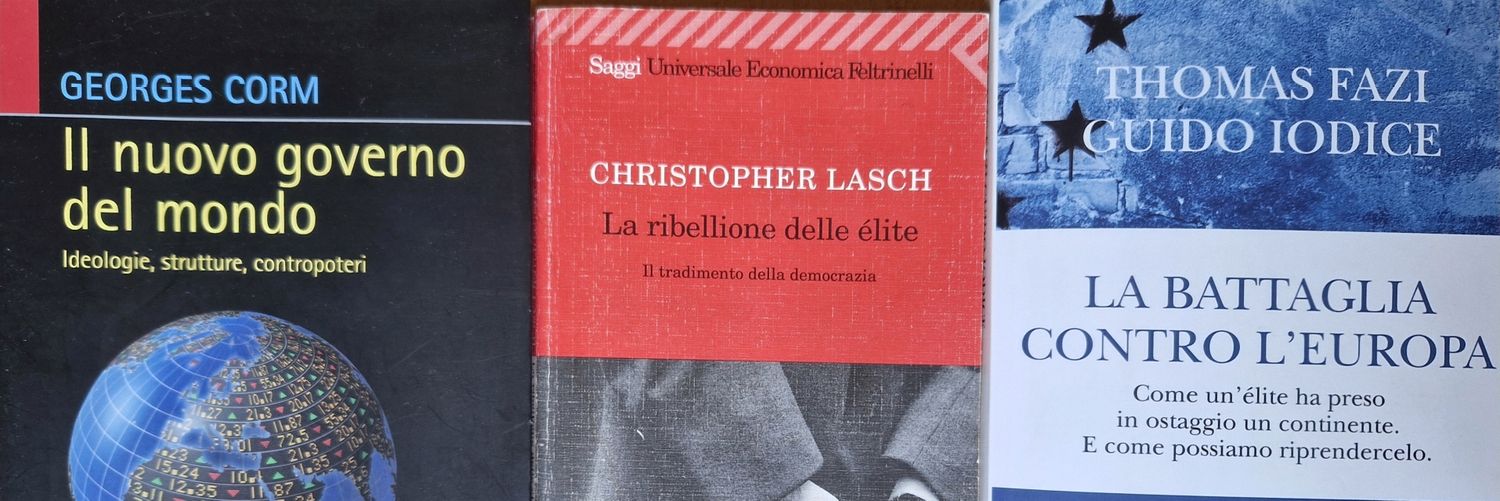 GEORGES CORM
Il nuovo governo
del mondo
Ideologie, strutture, contropoteri
Saggi Universale Economica Feltrinelli
CHRISTOPHER LASCH
La ribellione delle élite
Il tradimento della democrazia
THOMAS FAZI
GUIDO IODICE
LA BATTAGLIA
CONTRO L'EUROPA
Come un'élite ha preso
in ostaggio un continente.
E come possiamo riprendercelo.